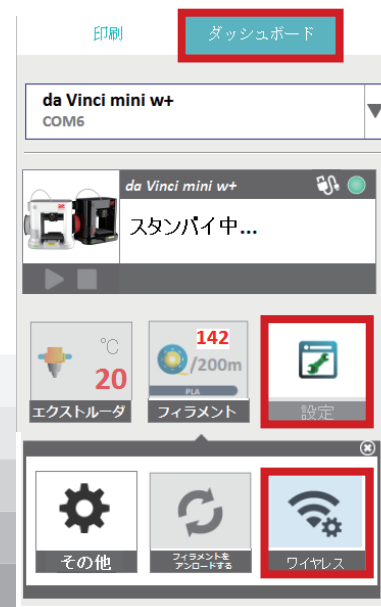 印刷
ダッシュボード
da Vinci mini w+
COM6
da Vinci mini w+
スタンバイ中...
℃
20
エクストルーダ
142
/200m
PLA
フィラメント
設定
その他
フィラメントを
アンロードする
ワイヤレス